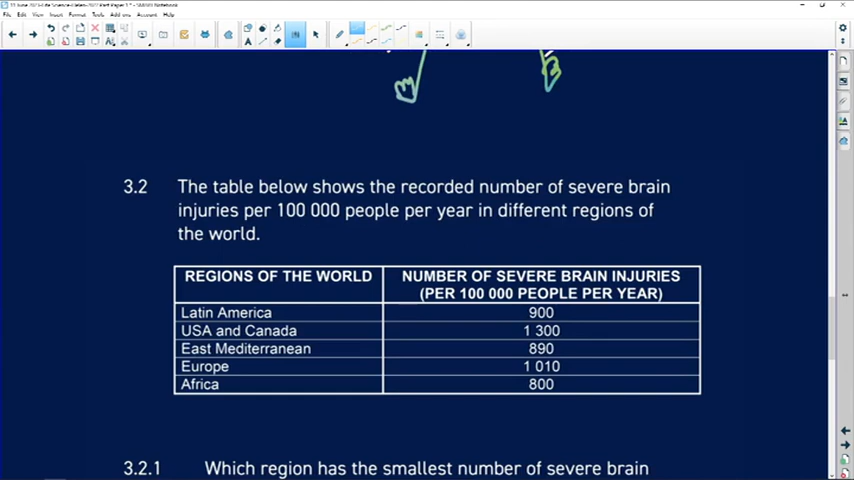 File Edit View Insert Format Tools Add-ons Account Help
3.2 The table below shows the recorded number of severe brain
injuries per 100 000 people per year in different regions of
the world.
REGIONS OF THE WORLD NUMBER OF SEVERE BRAIN INJURIES
(PER 100 000 PEOPLE PER YEAR)
Latin America 900
USA and Canada 1 300
East Mediterranean 890
Europe 1 010
Africa 800
3.2.1 Which region has the smallest number of severe brain